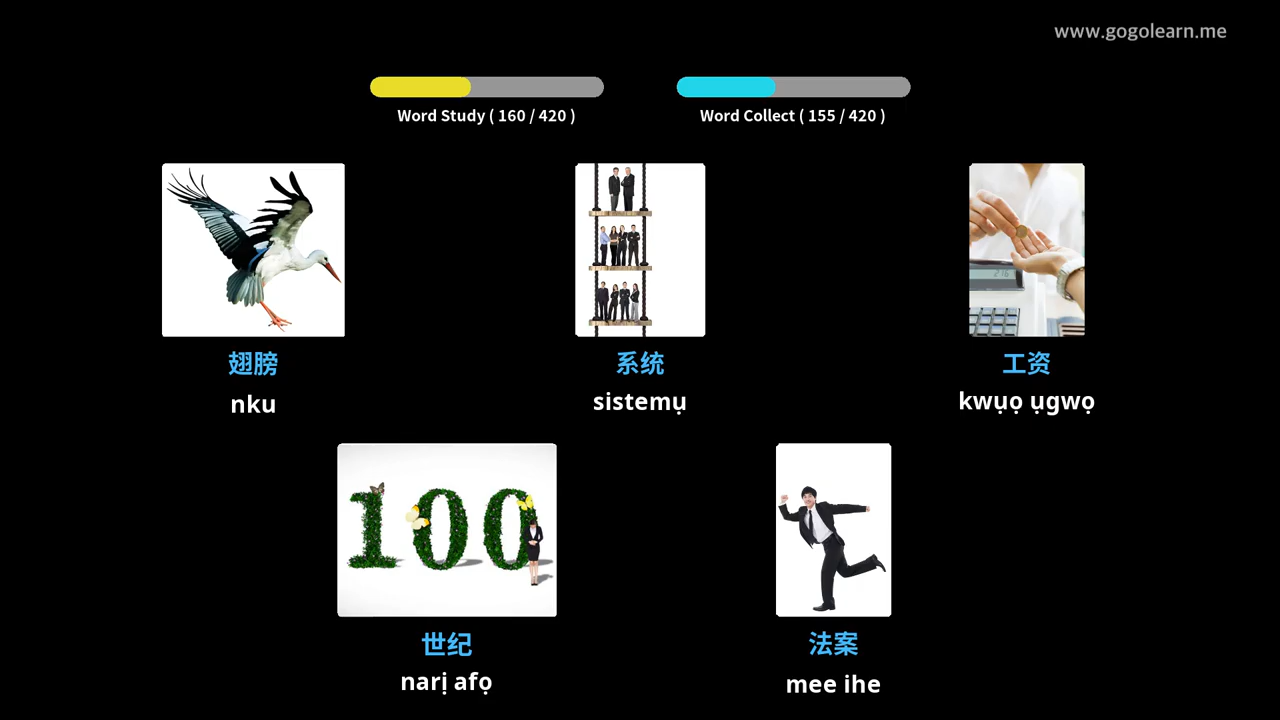 www.gogolearn.me
Word Study ( 160 / 420 )
Word Collect ( 155 / 420 )
翅膀
系统
工资
nku
sistemụ
kwụọ ụgwọ
世纪
法案
narị afọ
mee ihe